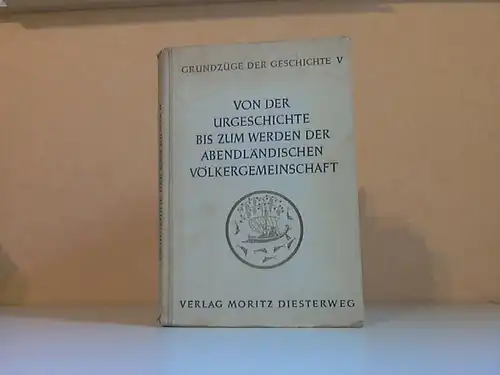 GRUNDZÜGE DER GESCHICHTE V
VON DER
URGESCHICHTE
BIS ZUM WERDEN DER
ABENDLÄNDISCHEN
VÖLKERGEMEINSCHAFT
VERLAG MORITZ DIESTERWEG